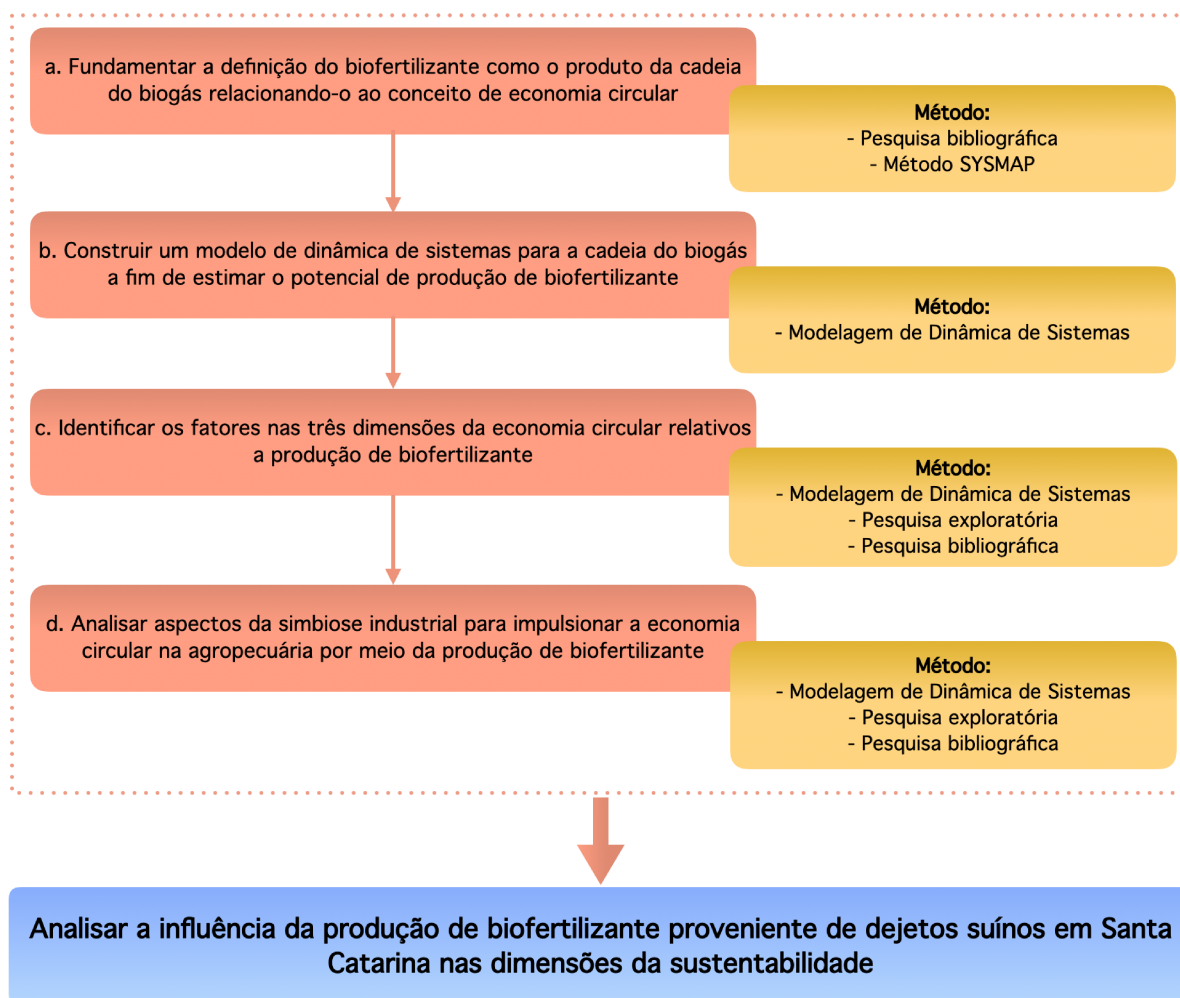 a. Fundamentar a definição do biofertilizante como o produto da cadeia
do biogás relacionando-o ao conceito de economia circular
Método:
- Pesquisa bibliográfica
- Método SYSMAP
b. Construir um modelo de dinâmica de sistemas para a cadeia do biogás
a fim de estimar o potencial de produção de biofertilizante
Método:
- Modelagem de Dinâmica de Sistemas
c. Identificar os fatores nas três dimensões da economia circular relativos
a produção de biofertilizante
Método:
- Modelagem de Dinâmica de Sistemas
- Pesquisa exploratória
- Pesquisa bibliográfica
d. Analisar aspectos da simbiose industrial para impulsionar a economia
circular na agropecuária por meio da produção de biofertilizante
Método:
- Modelagem de Dinâmica de Sistemas
- Pesquisa exploratória
- Pesquisa bibliográfica
Analisar a influência da produção de biofertilizante proveniente de dejetos suínos em Santa
Catarina nas dimensões da sustentabilidade